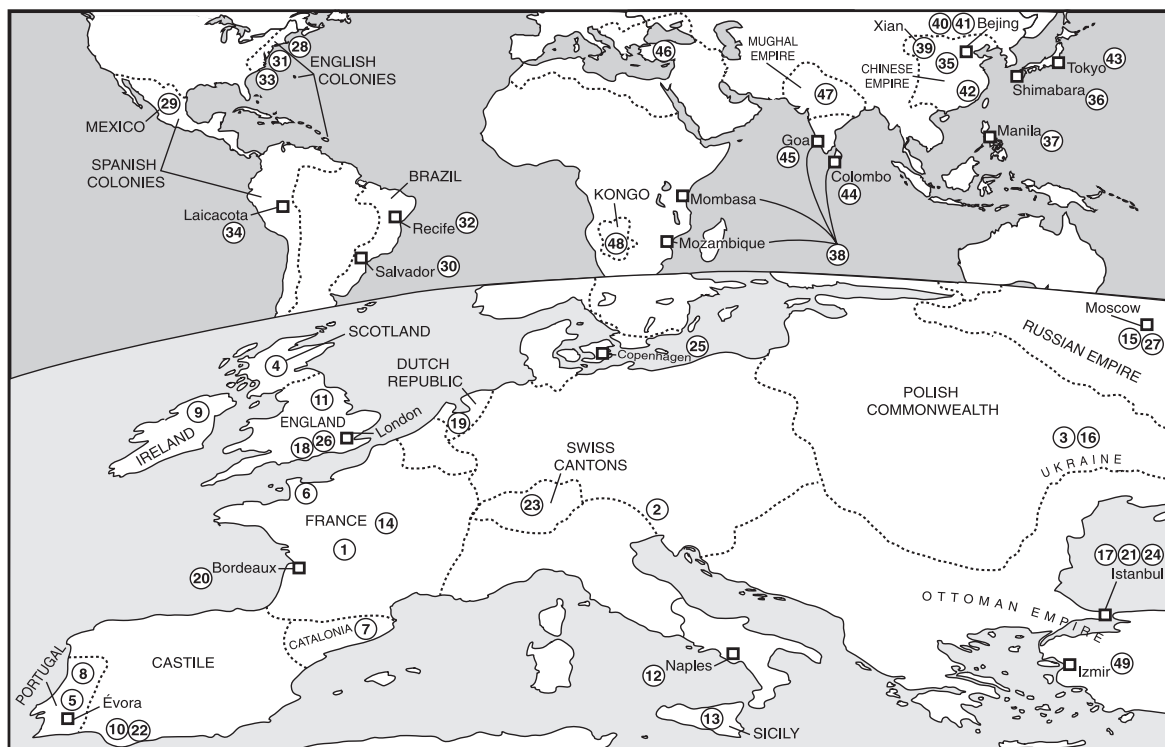 Xian
40 41 Bejing
28
ENGLISH
COLONIES
31
33
46
MUGHAL
EMPIRE
39
35
CHINESE
EMPIRE
43
Tokyo
Shimabara
36
29
MEXICO
47
42
SPANISH
COLONIES
Goa
45
Manila
37
Colombo
44
BRAZIL
KONGO
Laicacota
34
Recife 32
Mombasa
48
Mozambique
38
Salvador 30
Moscow
15 27
SCOTLAND
4
25
Copenhagen
RUSSIAN EMPIRE
DUTCH
REPUBLIC
POLISH
COMMONWEALTH
9
11
ENGLAND
London
18 26
19
IRELAND
3 16
UKRAINE
SWISS
CANTONS
6
23
2
FRANCE 14
1
17 21 24
Istanbul
20
Bordeaux
OTTOMAN EMPIRE
CATALONIA 7
CASTILE
PORTUGAL
8
5
Évora
10 22
12
Naples
Izmir 49
13
SICILY